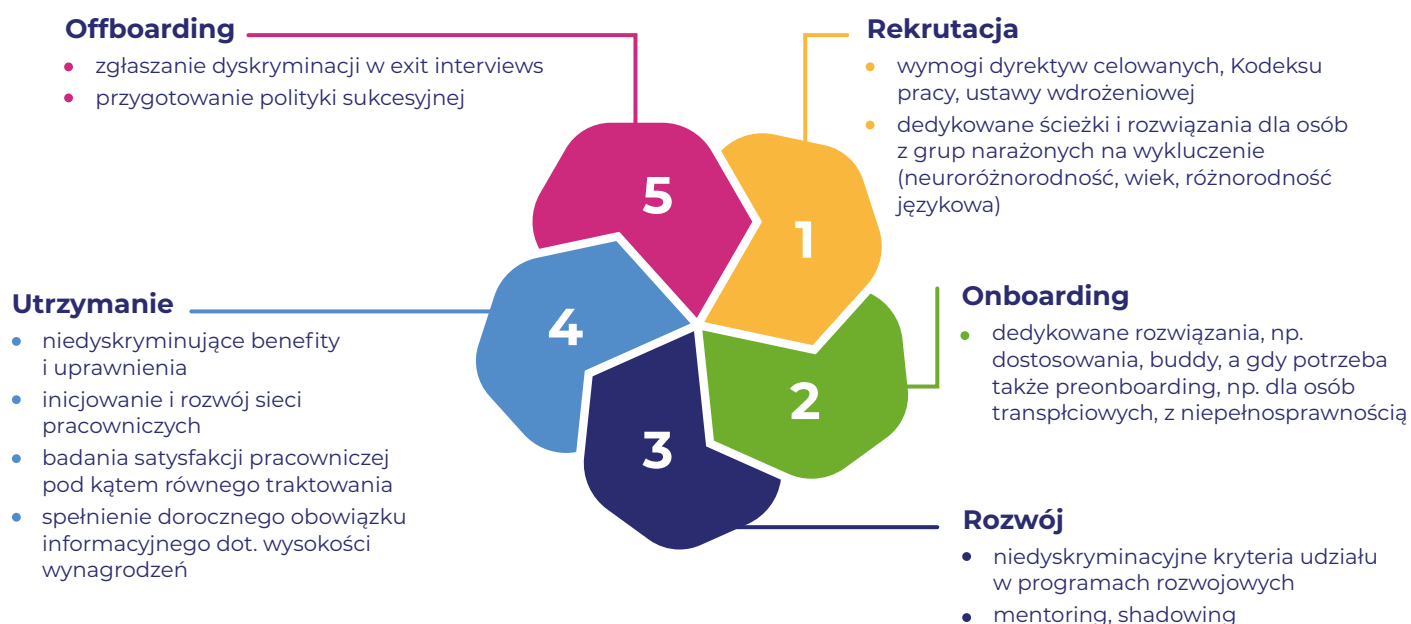 Offboarding
zgłaszanie dyskryminacji w exit interviews
przygotowanie polityki sukcesyjnej
Rekrutacja
wymogi dyrektyw celowanych, Kodeksu
pracy, ustawy wdrożeniowej
dedykowane ścieżki i rozwiązania dla osób
z grup narażonych na wykluczenie
(neuroróżnorodność, wiek, różnorodność
językowa)
5
1
4
2
3
Utrzymanie
niedyskryminujące benefity
i uprawnienia
inicjowanie i rozwój sieci
pracowniczych
badania satysfakcji pracowniczej
pod kątem równego traktowania
spełnienie dorocznego obowiązku
informacyjnego dot. wysokości
wynagrodzeń
Onboarding
dedykowane rozwiązania, np.
dostosowania, buddy, a gdy potrzeba
także preonboarding, np. dla osób
transpłciowych, z niepełnosprawnością
Rozwój
niedyskryminacyjne kryteria udziału
w programach rozwojowych
mentoring, shadowing